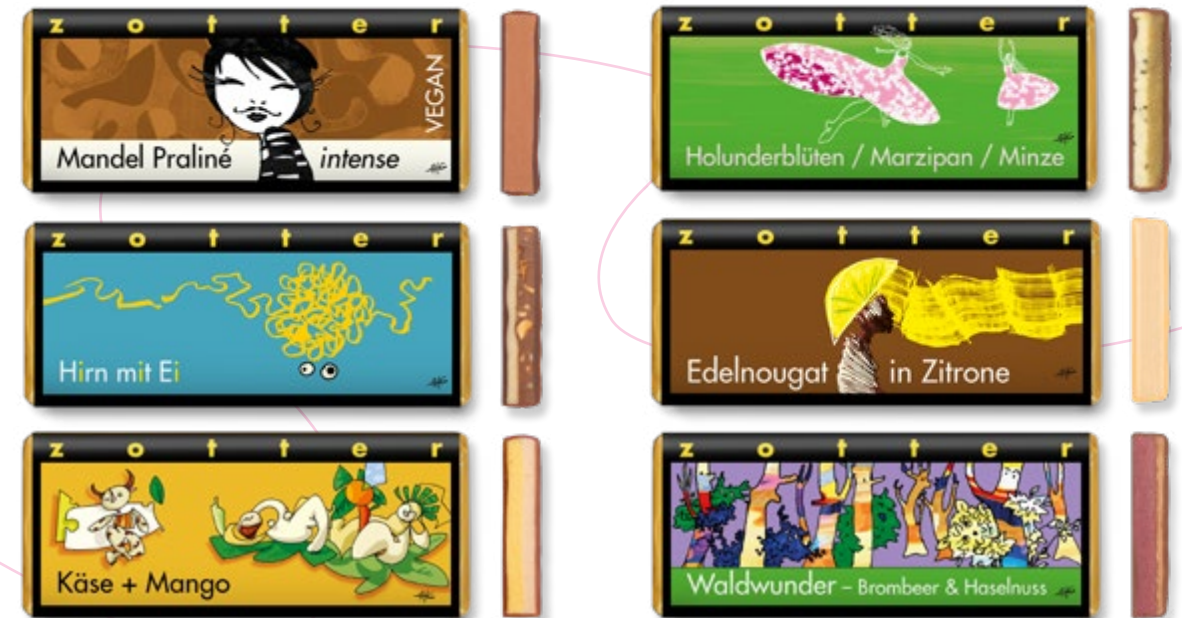 zotter
VEGAN
Mandel Praliné intense
zotter
Holunderblüten / Marzipan / Minze
zotter
Hirn mit Ei
zotter
Edelnougat in Zitrone
zotter
Käse + Mango
zotter
Waldwunder – Brombeer & Haselnuss